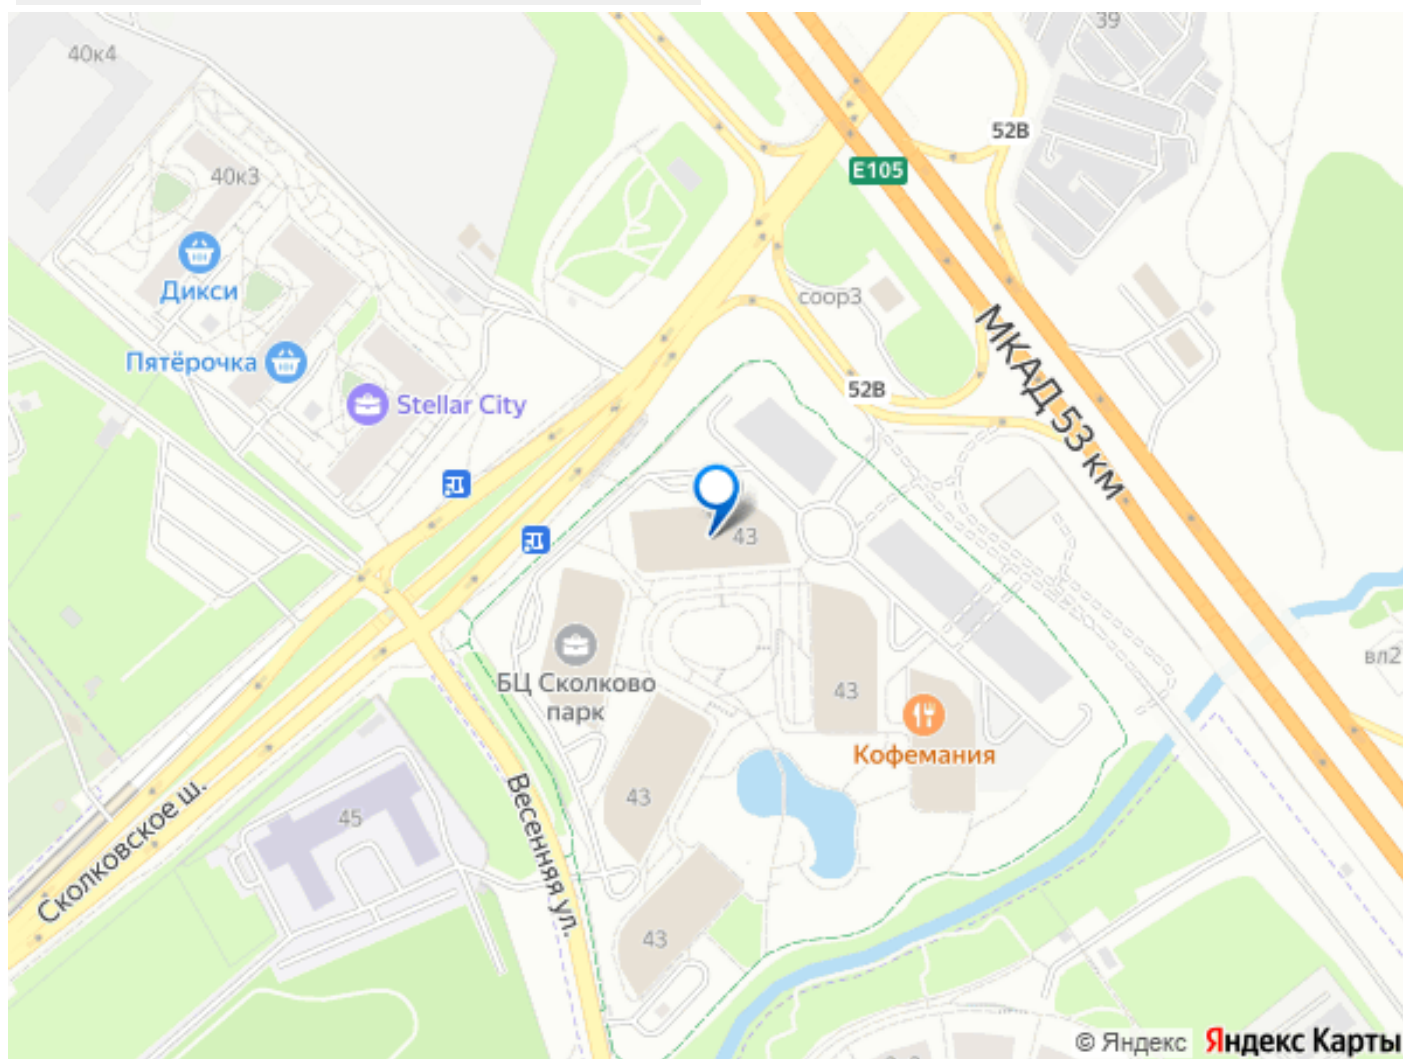 39
40к4
52В
E105
40к3
Дикси
соор3
МКАД 53 км
Пятёрочка
52В
Stellar City
43
вл2
БЦ Сколково
парк
43
Кофемания
Весенняя ул.
43
Сколковское ш.
45
43
© Яндекс
Яндекс Карты